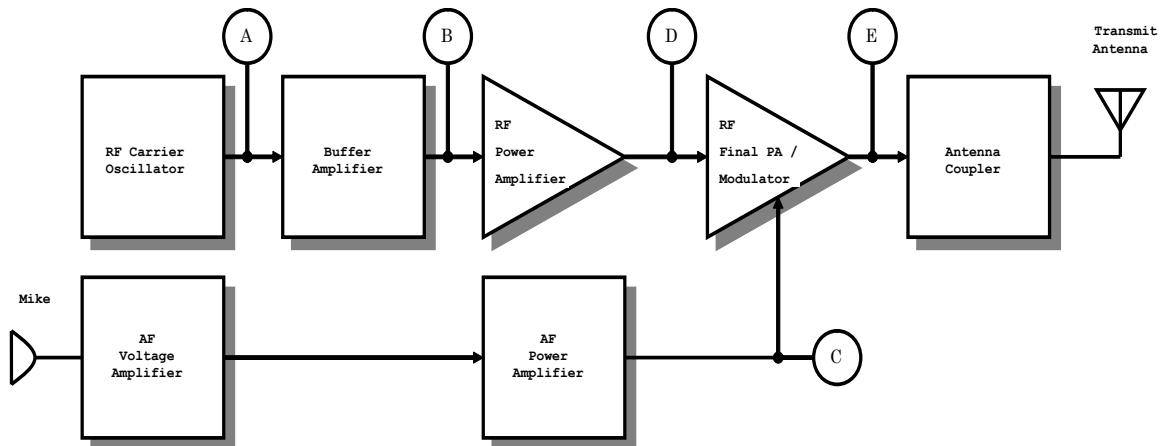 A
B
D
E
Transmit
Antenna
RF Carrier
Oscillator
Buffer
Amplifier
RF
Power
Amplifier
RF
Final PA /
Modulator
Antenna
Coupler
Mike
AF
Voltage
Amplifier
AF
Power
Amplifier
C